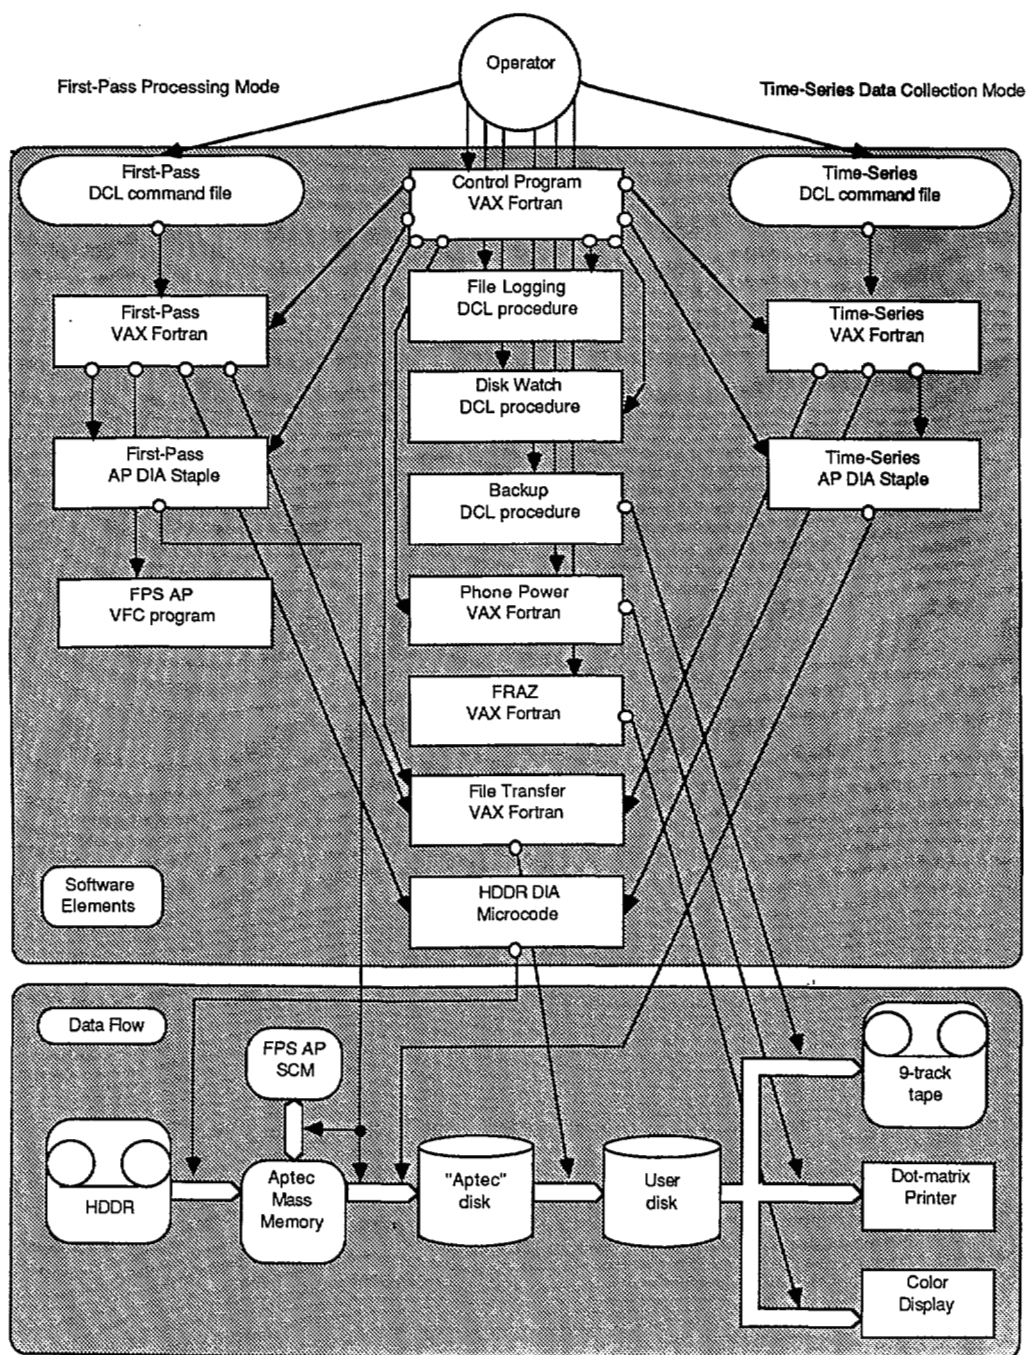 Operator
First-Pass Processing Mode
Time-Series Data Collection Mode
First-Pass
DCL command file
Control Program
VAX Fortran
Time-Series
DCL command file
File Logging
DCL procedure
First-Pass
VAX Fortran
Time-Series
VAX Fortran
Disk Watch
DCL procedure
First-Pass
AP DIA Staple
Time-Series
AP DIA Staple
Backup
DCL procedure
FPS AP
VFC program
Phone Power
VAX Fortran
FRAZ
VAX Fortran
File Transfer
VAX Fortran
Software
Elements
HDDR DIA
Microcode
Data Flow
FPS AP
SCM
9-track
tape
HDDR
Aptec
Mass
Memory
"Aptec"
disk
User
disk
Dot-matrix
Printer
Color
Display